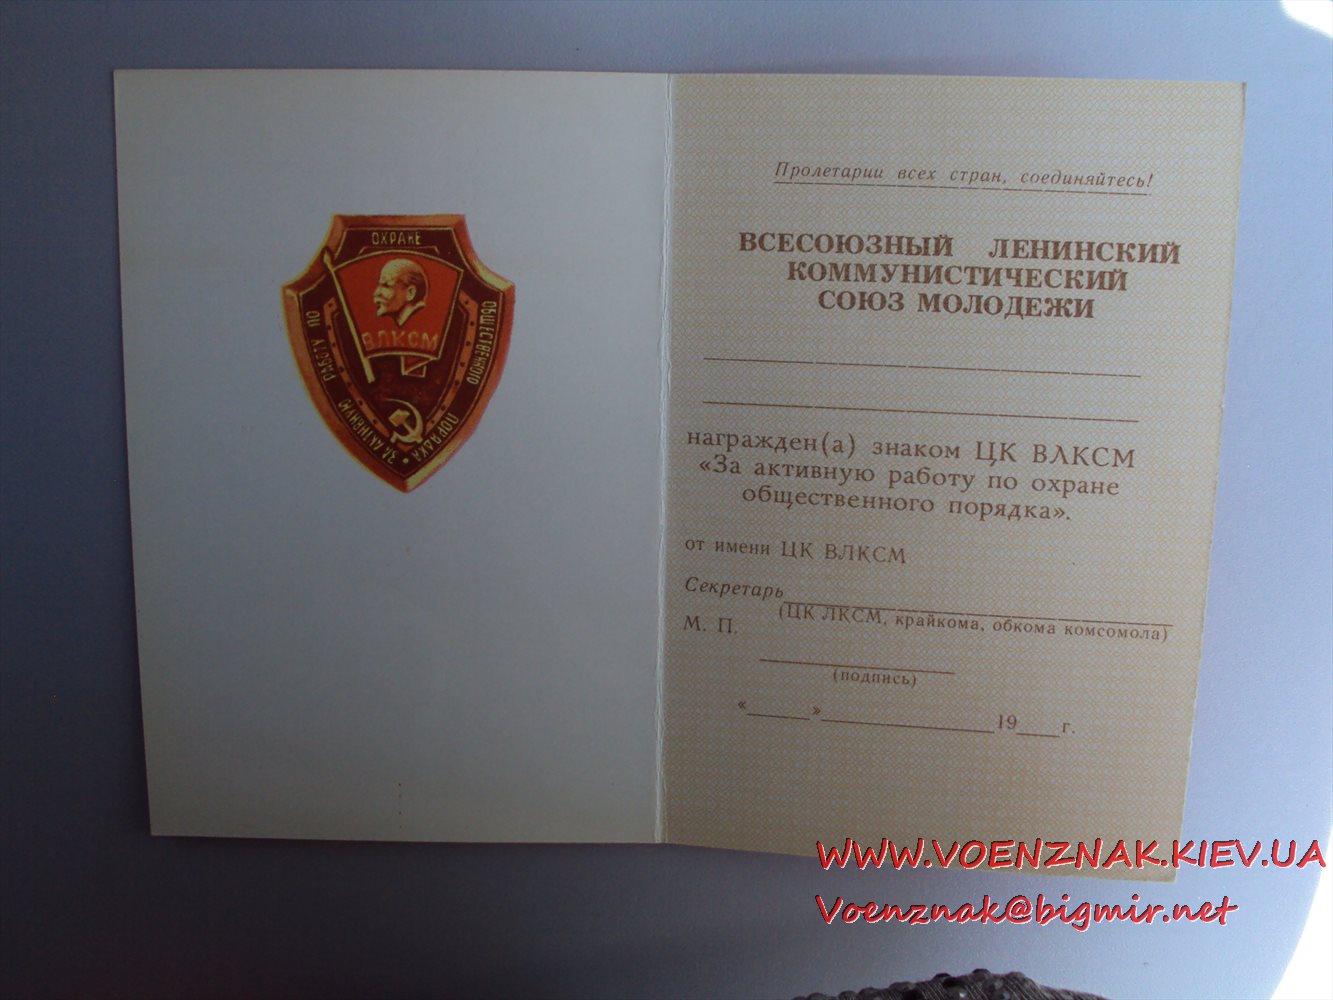 ОХРАНЕ
ОБЩЕСТВЕННОГО
ПОРЯДКА
ЗА АКТИВНУЮ
РАБОТУ ПО
ВЛКСМ
Пролетарии всех стран, соединяйтесь!
ВСЕСОЮЗНЫЙ ЛЕНИНСКИЙ
КОММУНИСТИЧЕСКИЙ
СОЮЗ МОЛОДЕЖИ
награжден(а) знаком ЦК ВЛКСМ
«За активную работу по охране
общественного порядка».
от имени ЦК ВЛКСМ
Секретарь
(ЦК ЛКСМ, крайкома, обкома комсомола)
М. П.
(подпись)
«____»____________19___г.
WWW.VOENZNAK.KIEV.UA
Voenznak@bigmir.net